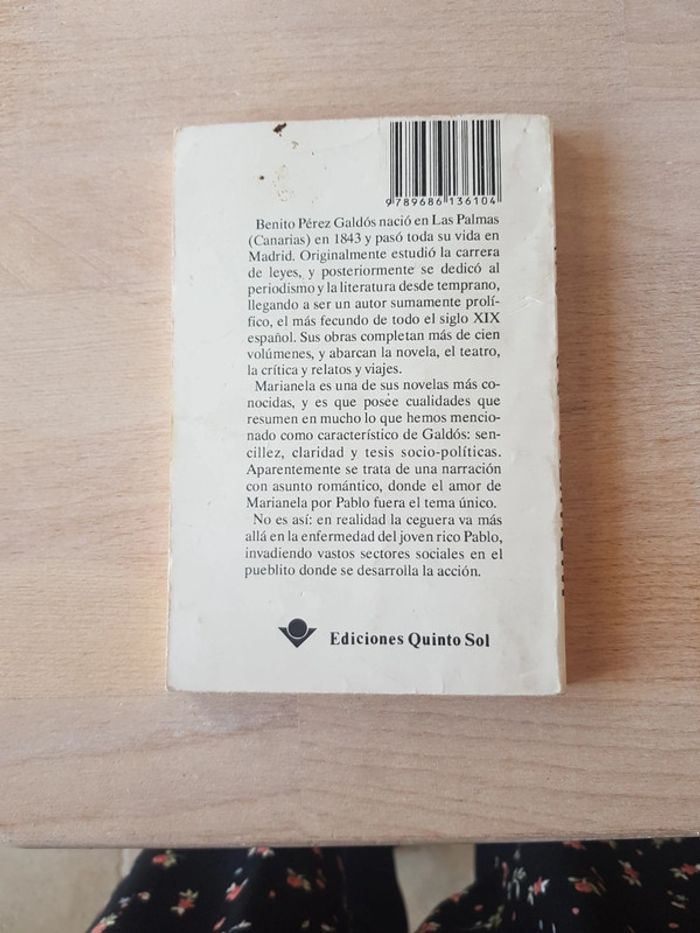 9789686136104
Benito Pérez Galdós nació en Las Palmas
(Canarias) en 1843 y pasó toda su vida en
Madrid. Originalmente estudió la carrera
de leyes, y posteriormente se dedicó al
periodismo y la literatura desde temprano,
llegando a ser un autor sumamente prolí-
fico, el más fecundo de todo el siglo XIX
español. Sus obras completan más de cien
volúmenes, y abarcan la novela, el teatro,
la crítica y relatos y viajes.
Marianela es una de sus novelas más co-
nocidas, y es que posee cualidades que
resumen en mucho lo que hemos mencio-
nado como característico de Galdós: sen-
cillez, claridad y tesis socio-políticas.
Aparentemente se trata de una narración
con asunto romántico, donde el amor de
Marianela por Pablo fuera el tema único.
No es así: en realidad la ceguera va más
allá en la enfermedad del joven rico Pablo,
invadiendo vastos sectores sociales en el
pueblito donde se desarrolla la acción.
Ediciones Quinto Sol